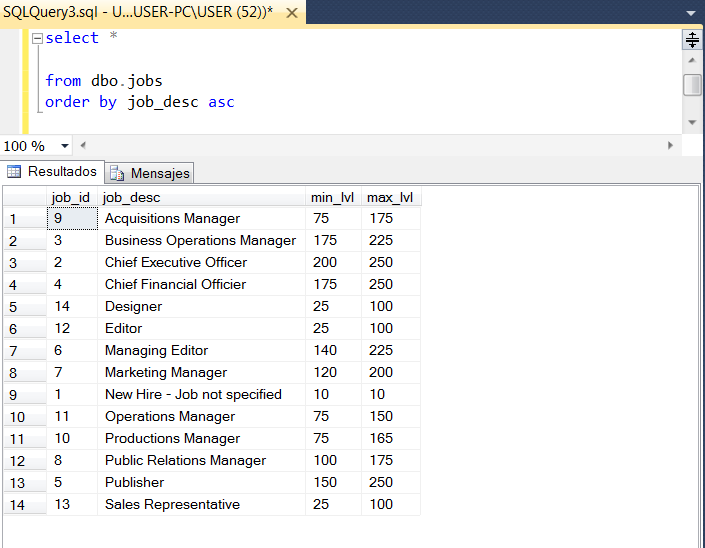 SQLQuery3.sql - U...USER-PC\USER (52))*
select *
from dbo.jobs
order by job_desc asc
100 %
Resultados Mensajes
job_id job_desc min_lvl max_lvl
1 9 Acquisitions Manager 75 175
2 3 Business Operations Manager 175 225
3 2 Chief Executive Officer 200 250
4 4 Chief Financial Officier 175 250
5 14 Designer 25 100
6 12 Editor 25 100
7 6 Managing Editor 140 225
8 7 Marketing Manager 120 200
9 1 New Hire - Job not specified 10 10
10 11 Operations Manager 75 150
11 10 Productions Manager 75 165
12 8 Public Relations Manager 100 175
13 5 Publisher 150 250
14 13 Sales Representative 25 100